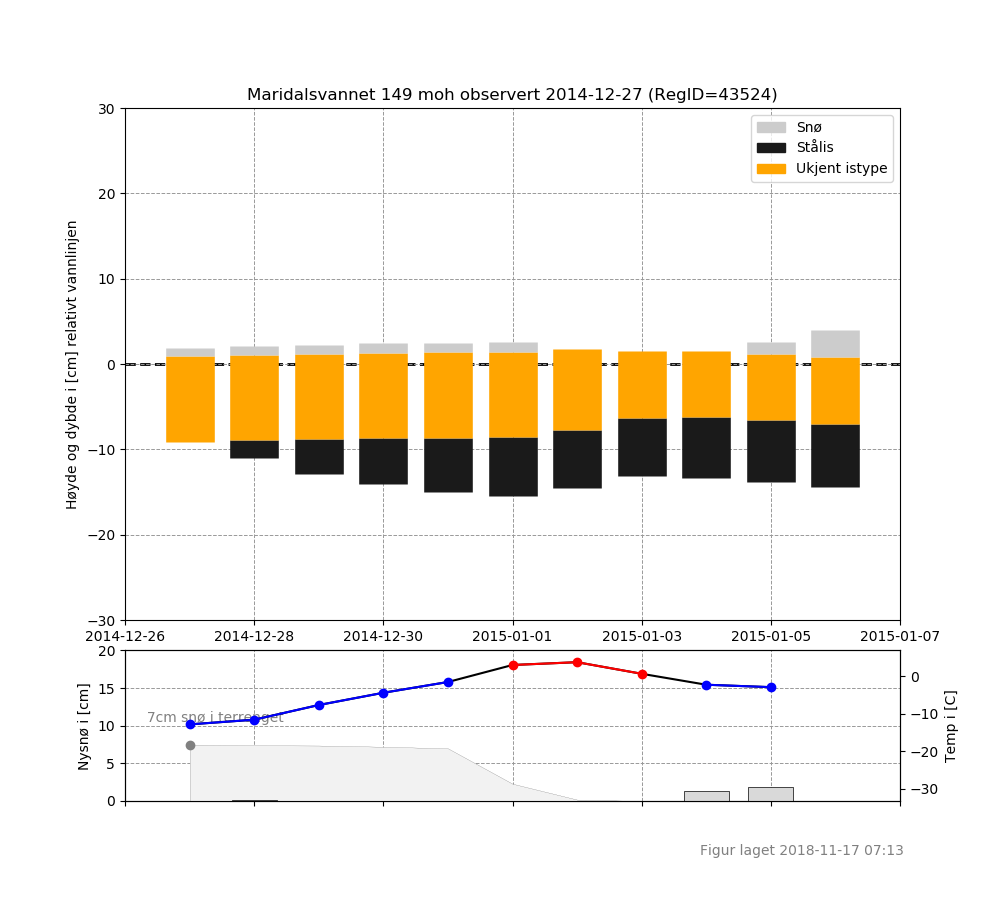 Maridalsvannet 149 moh observert 2014-12-27 (RegID=43524)
Snø
Stålis
Ukjent istype
Høyde og dybde i [cm] relativt vannlinjen
30
20
10
0
−10
−20
−30
2014-12-26 2014-12-28 2014-12-30 2015-01-01 2015-01-03 2015-01-05 2015-01-07
Nysnø i [cm]
20
15
10
5
0
7cm snø i terrenget
0
−10
−20
−30
Temp i [C]
Figur laget 2018-11-17 07:13